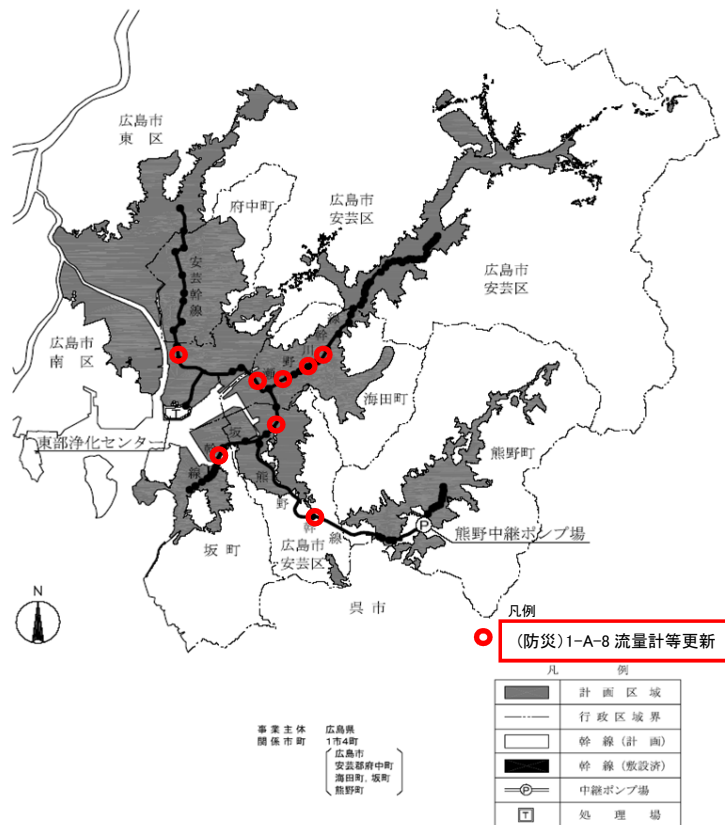 広島市
東 区
府中町
広島市
安芸区
広島市
安芸区
安芸幹線
広島市
南 区
瀬野川幹線
海田町
T
東部浄化センター
坂幹線
熊野町
熊野幹線
P
熊野中継ポンプ場
坂 町
広島市
安芸区
呉 市
N
凡例
(防災)1-A-8 流量計等更新
凡 例
計 画 区 域
行 政 区 域 界
幹 線 (計 画)
幹 線 (敷設済)
P 中継ポンプ場
T 処 理 場
事 業 主 体 広島県
関 係 市 町 1市4町
広島市
安芸郡府中町
海田町、坂町
熊野町